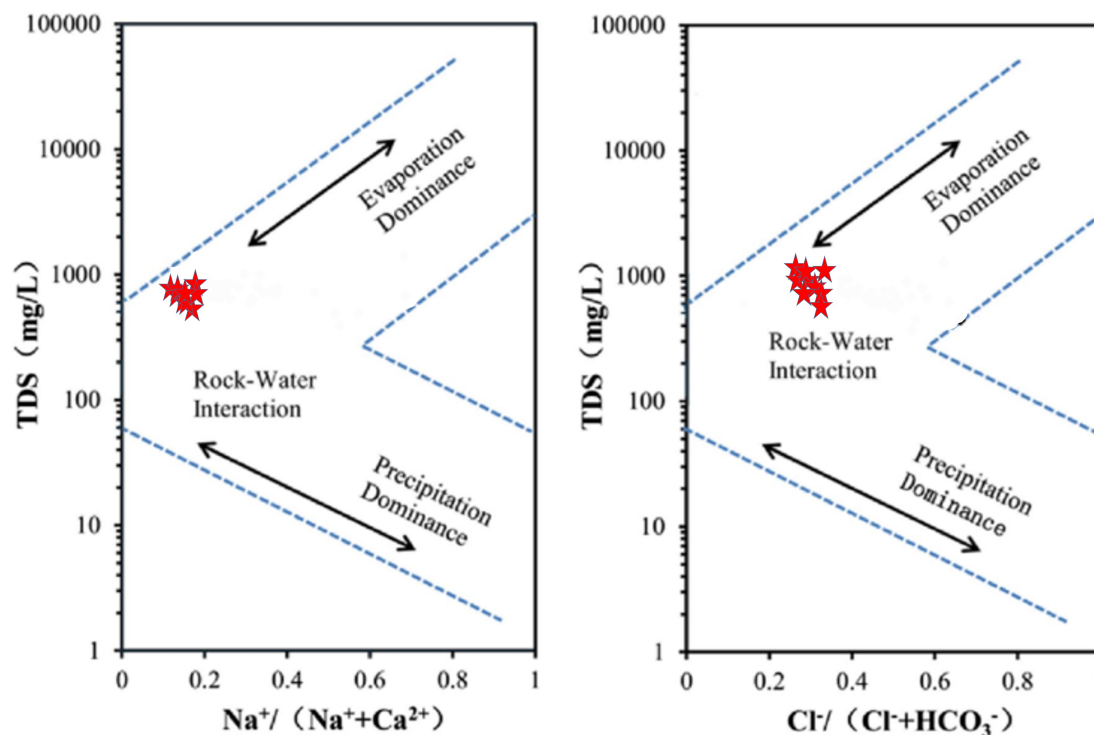 100000
10000
1000
100
10
1
TDS（mg/L）
Evaporation
Dominance
Rock-Water
Interaction
Precipitation
Dominance
0 0.2 0.4 0.6 0.8 1
Na⁺/（Na⁺+Ca²⁺）
100000
10000
1000
100
10
1
TDS（mg/L）
Evaporation
Dominance
Rock-Water
Interaction
Precipitation
Dominance
0 0.2 0.4 0.6 0.8
Cl⁻/（Cl⁻+HCO₃⁻）